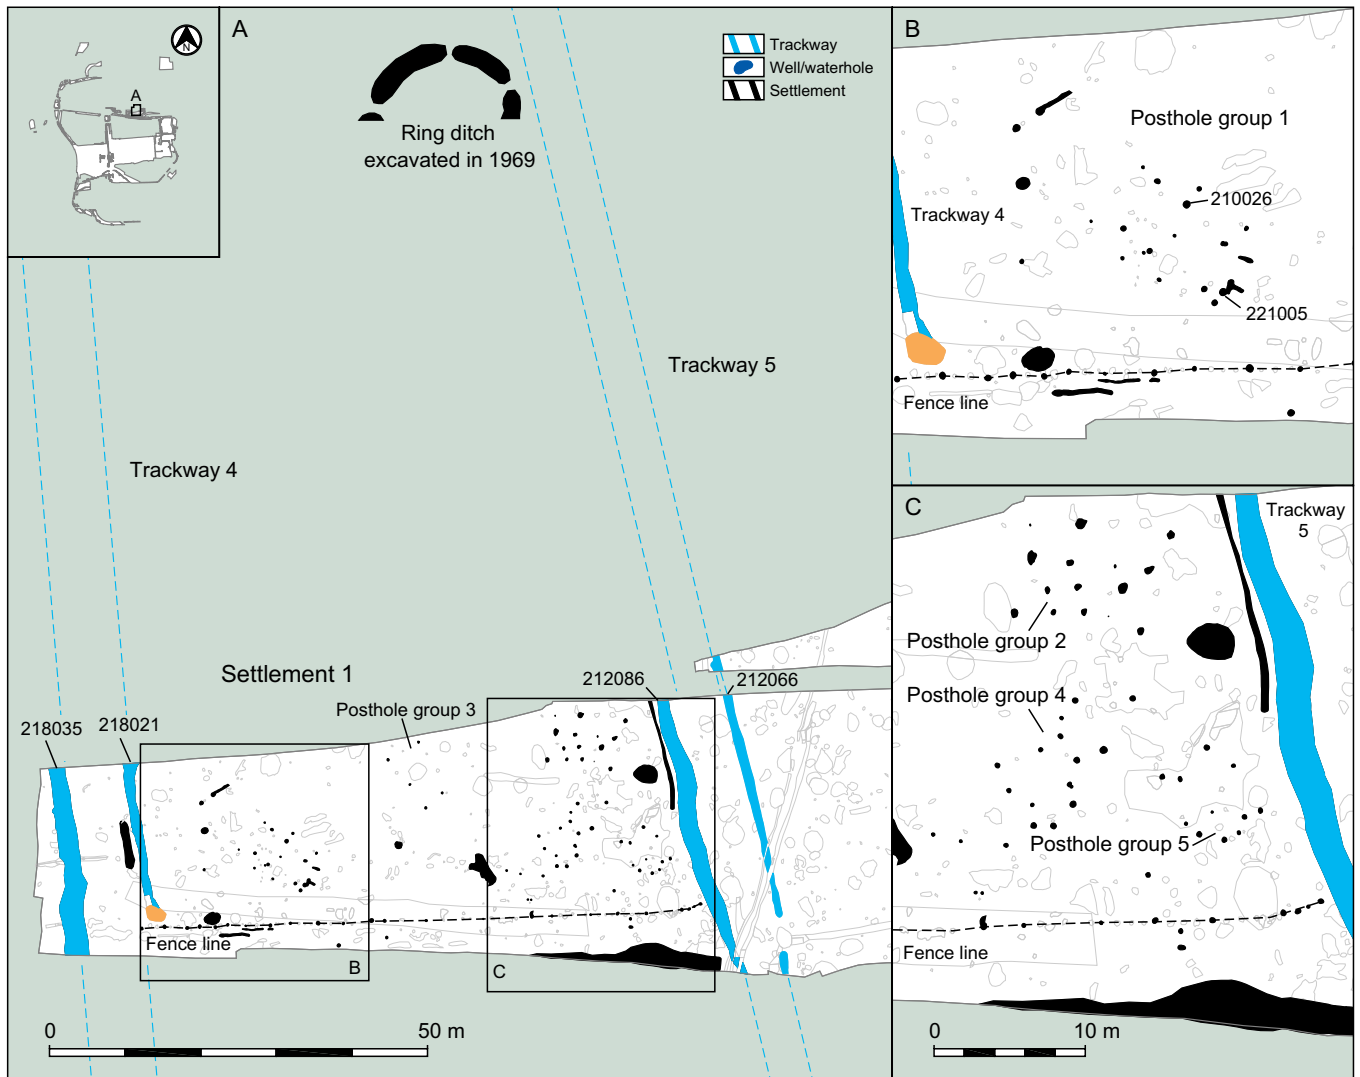 A
N
A
Ring ditch
excavated in 1969
Trackway
Well/waterhole
Settlement
Trackway 5
Trackway 4
Settlement 1
Posthole group 3
212086
212066
218035
218021
Fence line
B
C
0
50 m
B
Posthole group 1
210026
Trackway 4
221005
Fence line
C
Trackway
5
Posthole group 2
Posthole group 4
Posthole group 5
Fence line
0
10 m